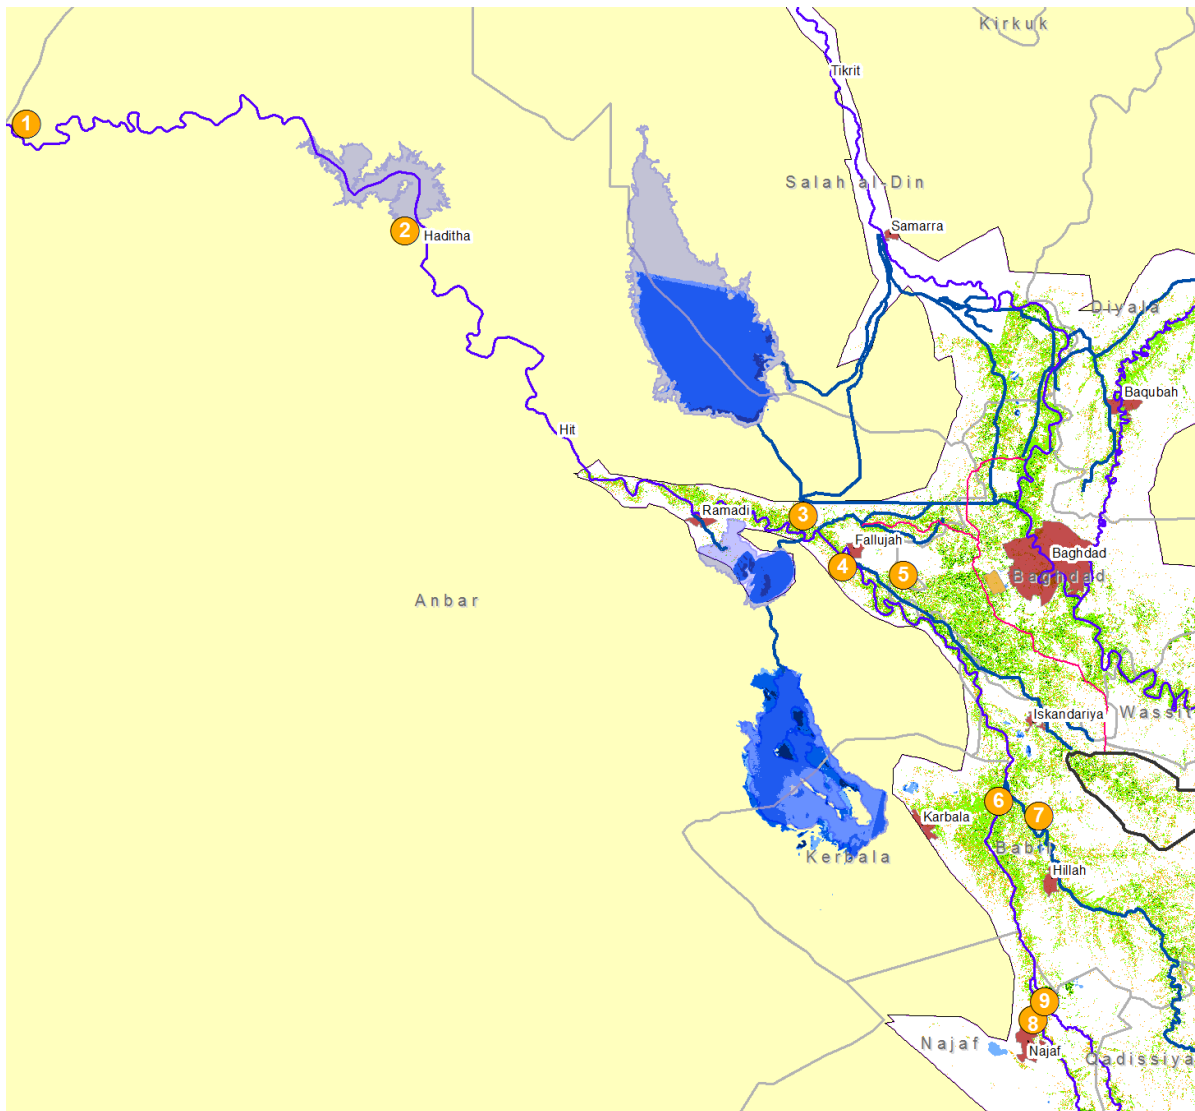 Kirkuk
Tikrit
1
Salah al-Din
Samarra
2
Haditha
Diyala
Baqubah
Hit
Ramadi
3
Fallujah
Baghdad
4
5
Baghdad
Anbar
Iskandariya
Wassit
6
7
Karbala
Babil
Kerbala
Hillah
9
8
Najaf
Najaf
Qadissiya